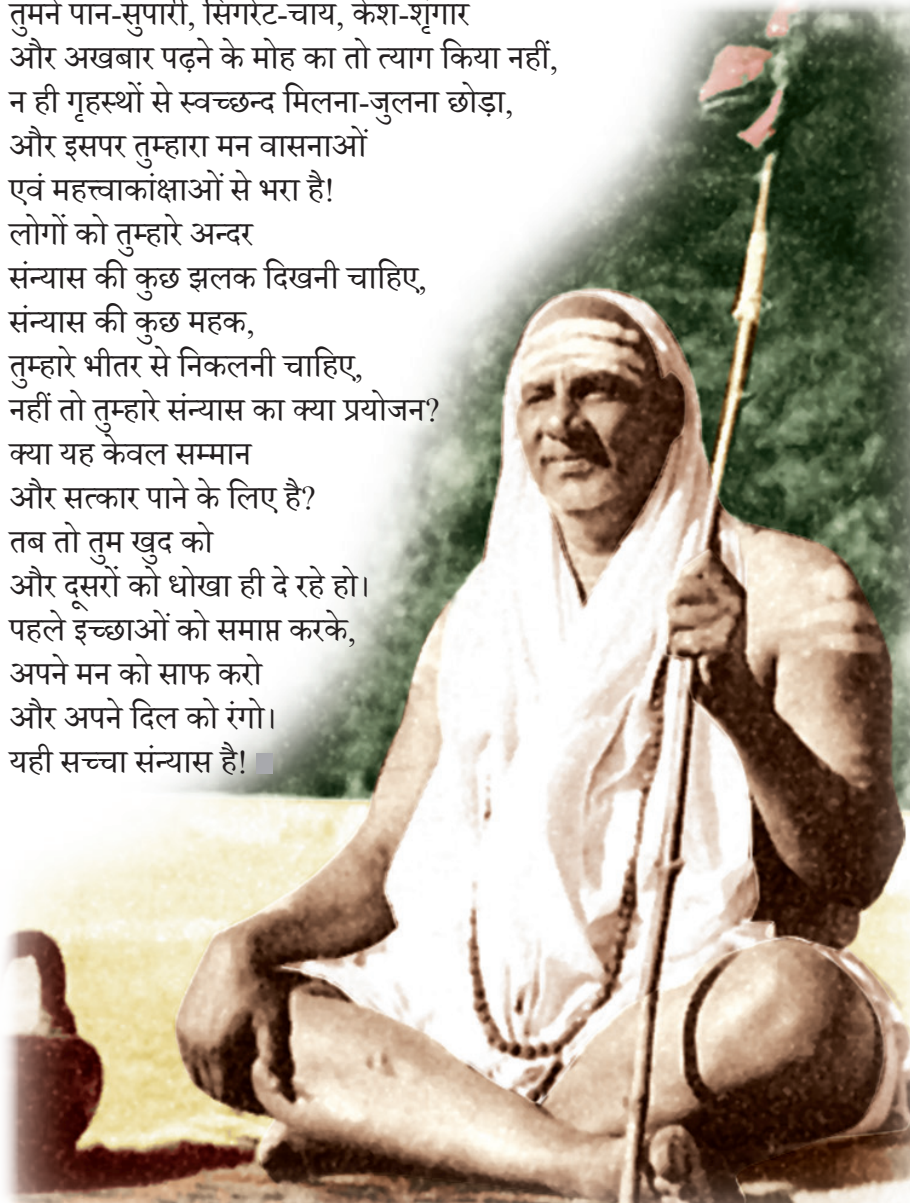 तुमने पान-सुपारी, सिगरेट-चाय, केश-शृंगार
और अखबार पढ़ने के मोह का तो त्याग किया नहीं,
न ही गृहस्थों से स्वच्छन्द मिलना-जुलना छोड़ा,
और इसपर तुम्हारा मन वासनाओं
एवं महत्त्वाकांक्षाओं से भरा है!
लोगों को तुम्हारे अन्दर
संन्यास की कुछ झलक दिखनी चाहिए,
संन्यास की कुछ महक,
तुम्हारे भीतर से निकलनी चाहिए,
नहीं तो तुम्हारे संन्यास का क्या प्रयोजन?
क्या यह केवल सम्मान
और सत्कार पाने के लिए है?
तब तो तुम खुद को
और दूसरों को धोखा ही दे रहे हो।
पहले इच्छाओं को समाप्त करके,
अपने मन को साफ करो
और अपने दिल को रंगो।
यही सच्चा संन्यास है!